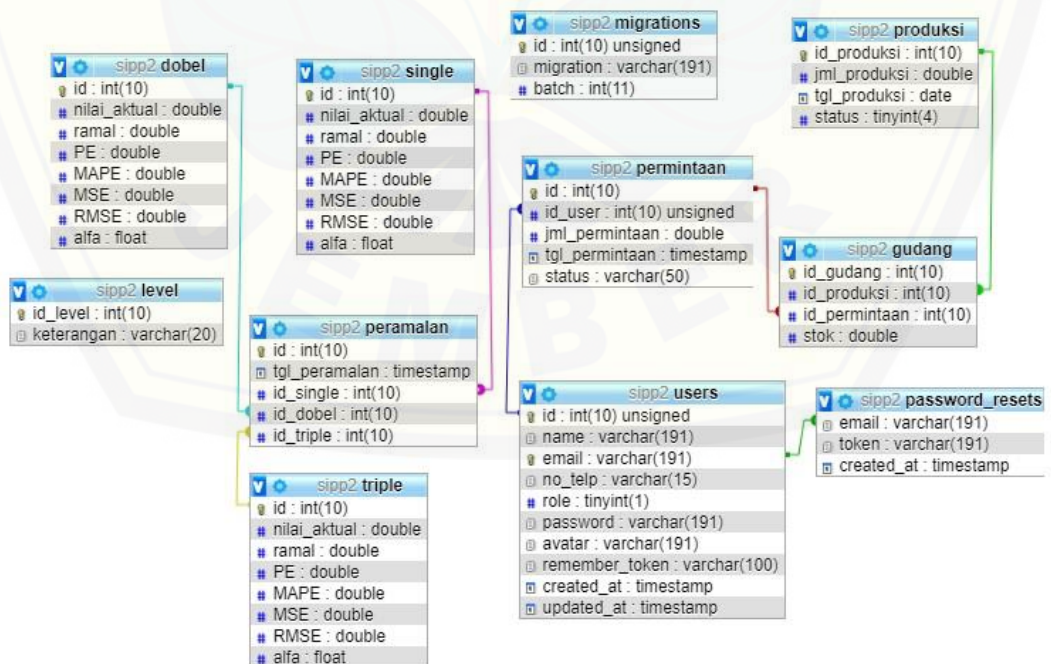 sipp2 dobel
id : int(10)
nilai_aktual : double
ramal : double
PE : double
MAPE : double
MSE : double
RMSE : double
alfa : float
sipp2 single
id : int(10)
nilai_aktual : double
ramal : double
PE : double
MAPE : double
MSE : double
RMSE : double
alfa : float
sipp2 migrations
id : int(10) unsigned
migration : varchar(191)
batch : int(11)
sipp2 produksi
id_produksi : int(10)
jml_produksi : double
tgl_produksi : date
status : tinyint(4)
sipp2 permintaan
id : int(10)
id_user : int(10) unsigned
jml_permintaan : double
tgl_permintaan : timestamp
status : varchar(50)
sipp2 gudang
id_gudang : int(10)
id_produksi : int(10)
id_permintaan : int(10)
stok : double
sipp2 level
id_level : int(10)
keterangan : varchar(20)
sipp2 peramalan
id : int(10)
tgl_peramalan : timestamp
id_single : int(10)
id_dobel : int(10)
id_triple : int(10)
sipp2 users
id : int(10) unsigned
name : varchar(191)
email : varchar(191)
no_telp : varchar(15)
role : tinyint(1)
password : varchar(191)
avatar : varchar(191)
remember_token : varchar(100)
created_at : timestamp
updated_at : timestamp
sipp2 password_resets
email : varchar(191)
token : varchar(191)
created_at : timestamp
sipp2 triple
id : int(10)
nilai_aktual : double
ramal : double
PE : double
MAPE : double
MSE : double
RMSE : double
alfa : float